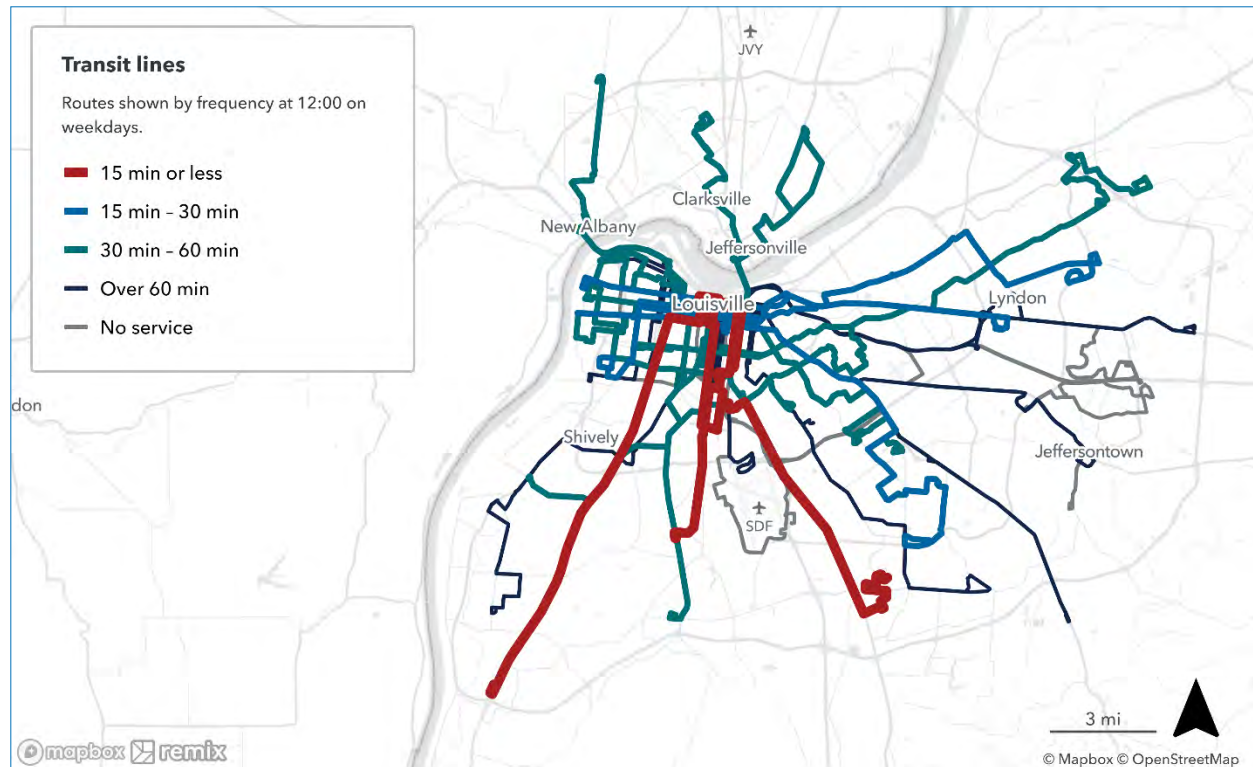 Transit lines
Routes shown by frequency at 12:00 on
weekdays.
15 min or less
15 min – 30 min
30 min – 60 min
Over 60 min
No service
JVY
Clarksville
New Albany
Jeffersonville
Louisville
Lyndon
don
Shively
Jeffersontown
SDF
3 mi
mapbox remix
© Mapbox © OpenStreetMap